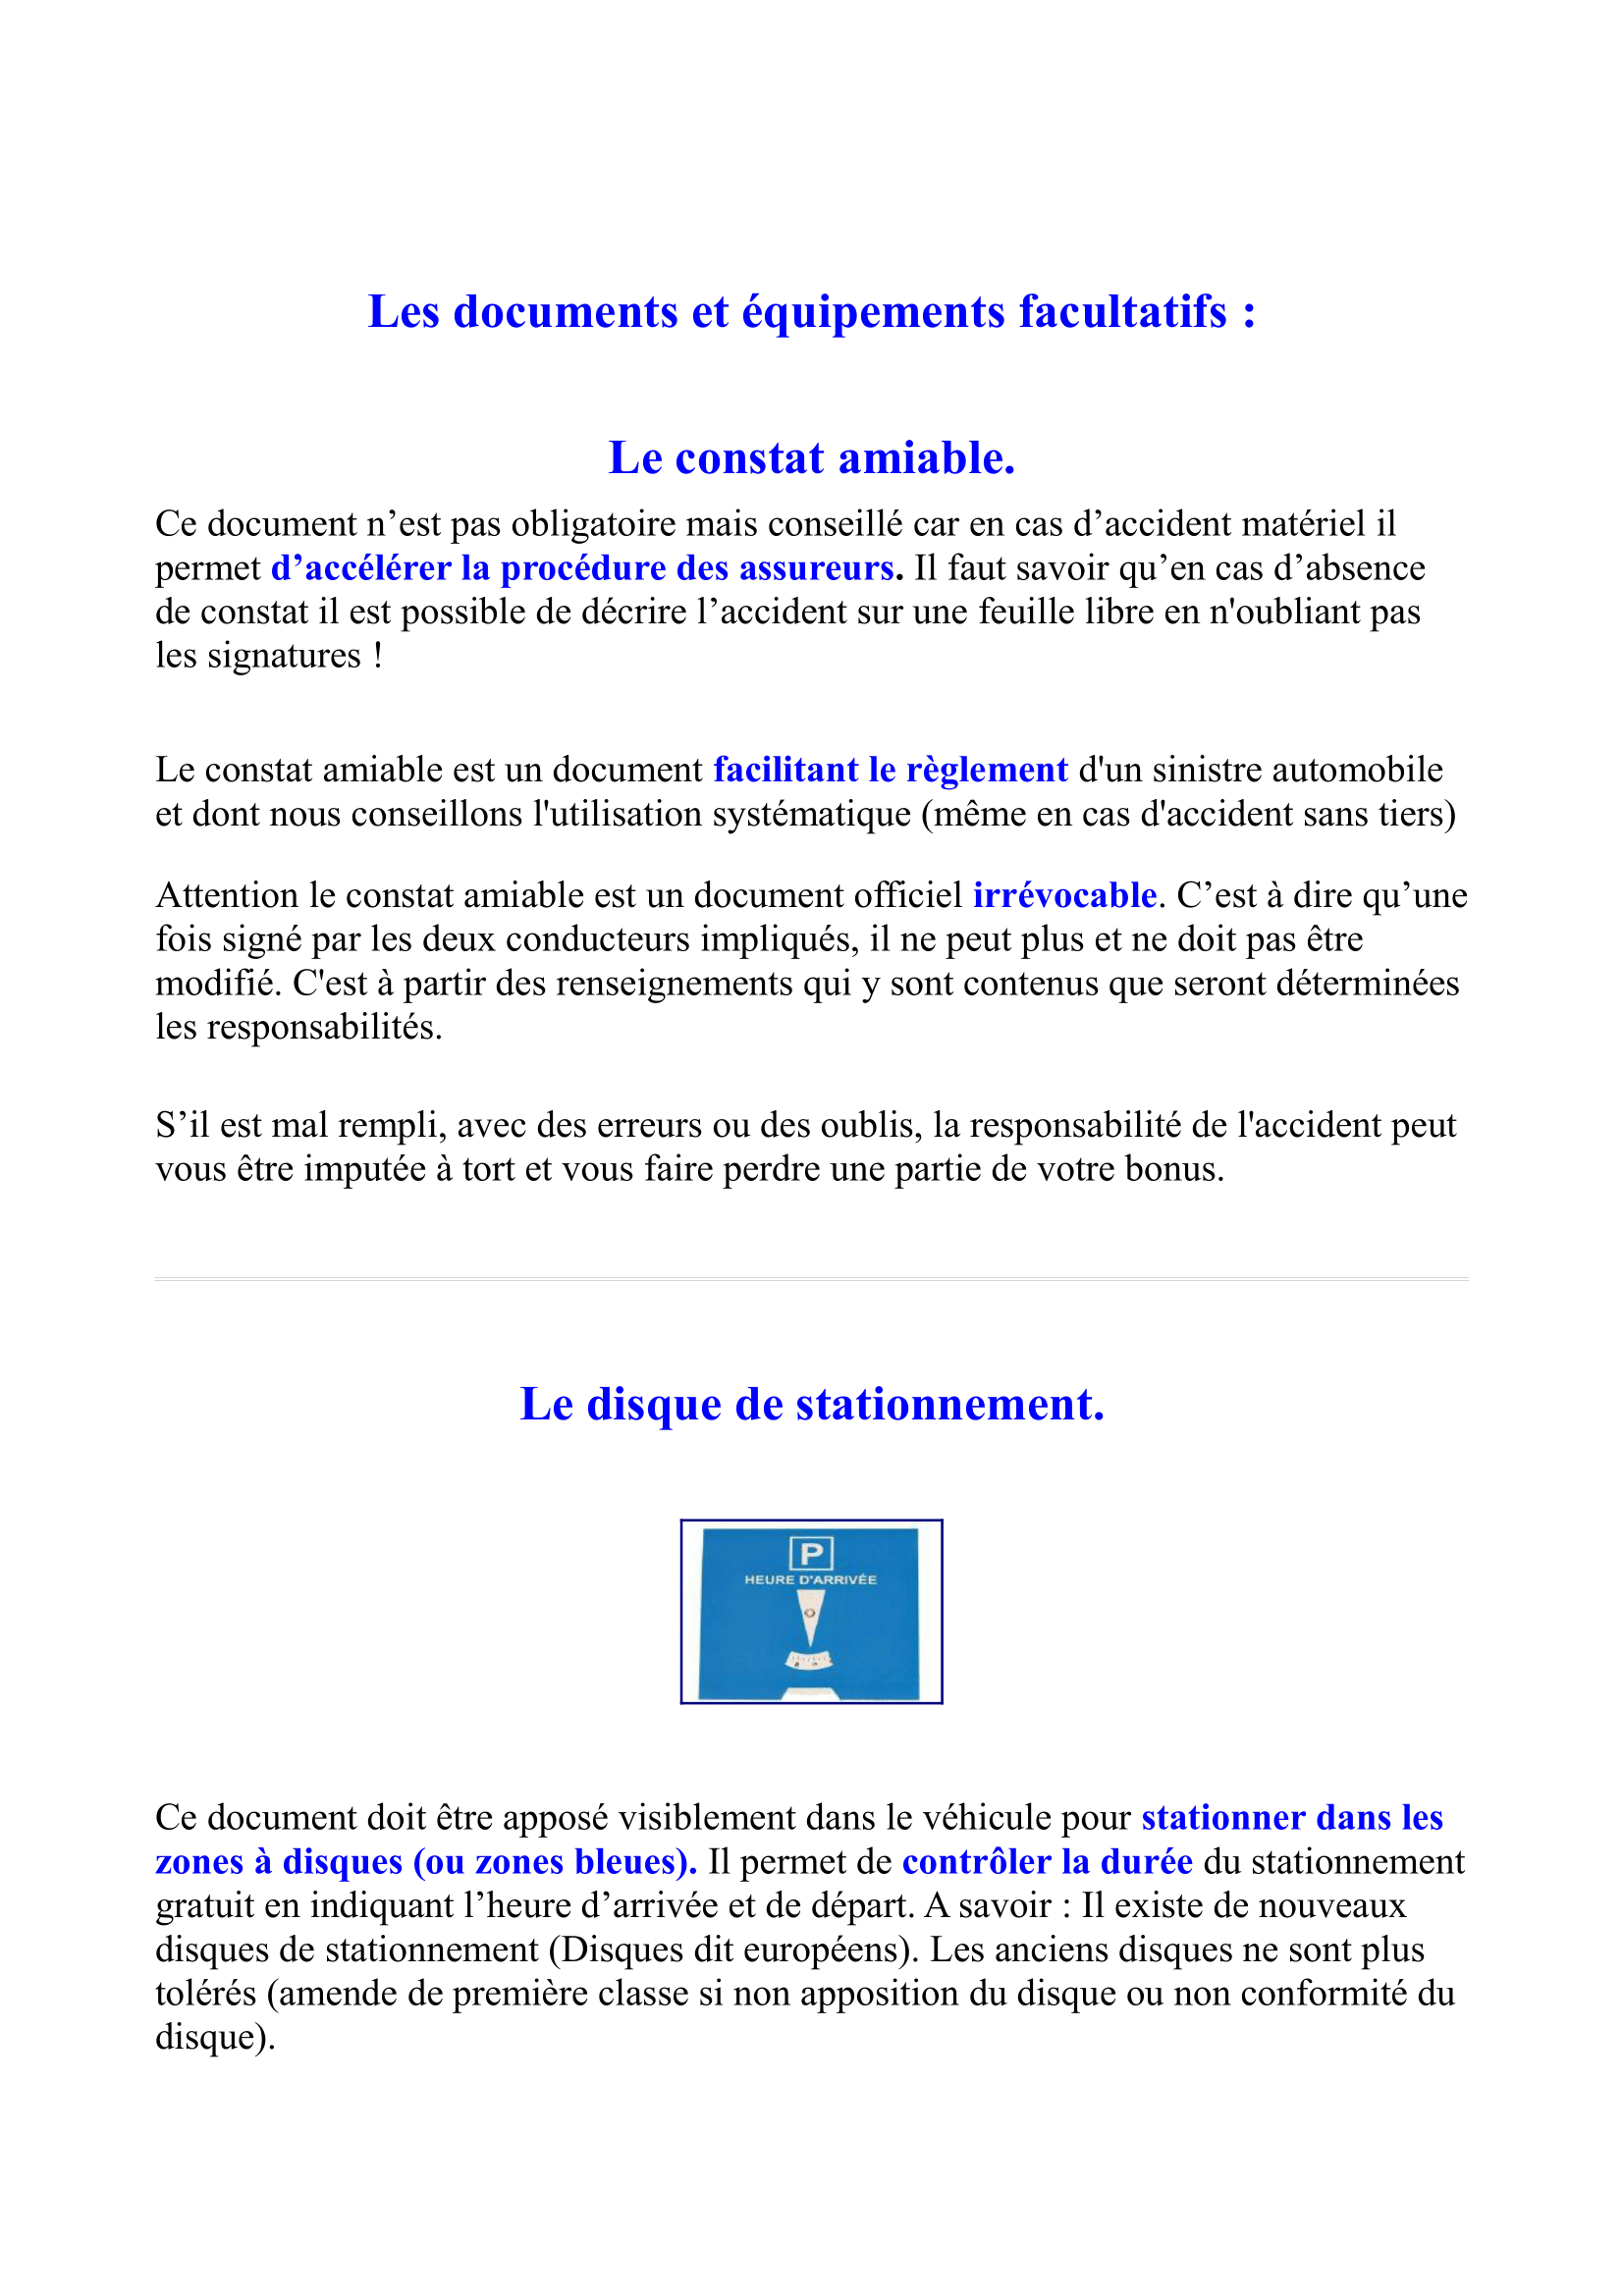 Les documents et équipements facultatifs :
Le constat amiable.
Ce document n’est pas obligatoire mais conseillé car en cas d’accident matériel il
permet d’accélérer la procédure des assureurs. Il faut savoir qu’en cas d’absence
de constat il est possible de décrire l’accident sur une feuille libre en n'oubliant pas
les signatures !
Le constat amiable est un document facilitant le règlement d'un sinistre automobile
et dont nous conseillons l'utilisation systématique (même en cas d'accident sans tiers)
Attention le constat amiable est un document officiel irrévocable. C’est à dire qu’une
fois signé par les deux conducteurs impliqués, il ne peut plus et ne doit pas être
modifié. C'est à partir des renseignements qui y sont contenus que seront déterminées
les responsabilités.
S’il est mal rempli, avec des erreurs ou des oublis, la responsabilité de l'accident peut
vous être imputée à tort et vous faire perdre une partie de votre bonus.
Le disque de stationnement.
P
HEURE D'ARRIVÉE
Ce document doit être apposé visiblement dans le véhicule pour stationner dans les
zones à disques (ou zones bleues). Il permet de contrôler la durée du stationnement
gratuit en indiquant l’heure d’arrivée et de départ. A savoir : Il existe de nouveaux
disques de stationnement (Disques dit européens). Les anciens disques ne sont plus
tolérés (amende de première classe si non apposition du disque ou non conformité du
disque).